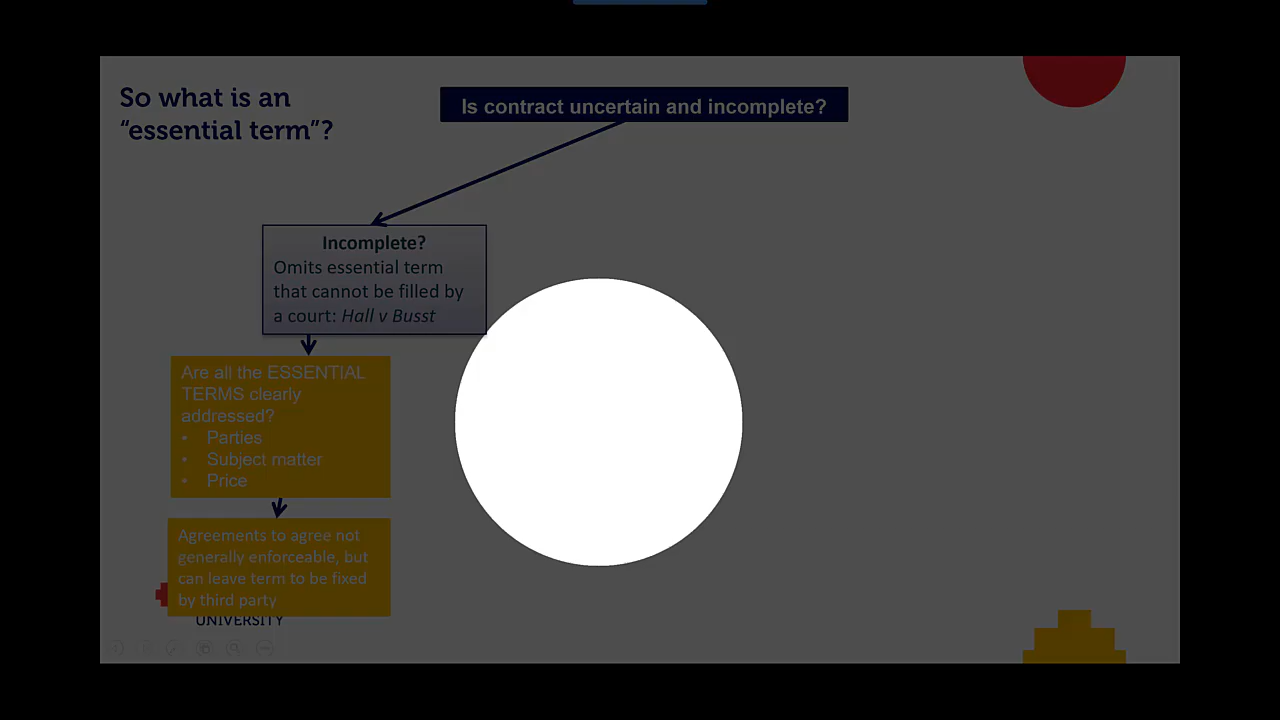 So what is an
“essential term”?
Is contract uncertain and incomplete?
Incomplete?
Omits essential term
that cannot be filled by
a court: Hall v Busst
Are all the ESSENTIAL
TERMS clearly
addressed?
• Parties
• Subject matter
• Price
Agreements to agree not
generally enforceable, but
can leave term to be fixed
by third party
UNIVERSITY